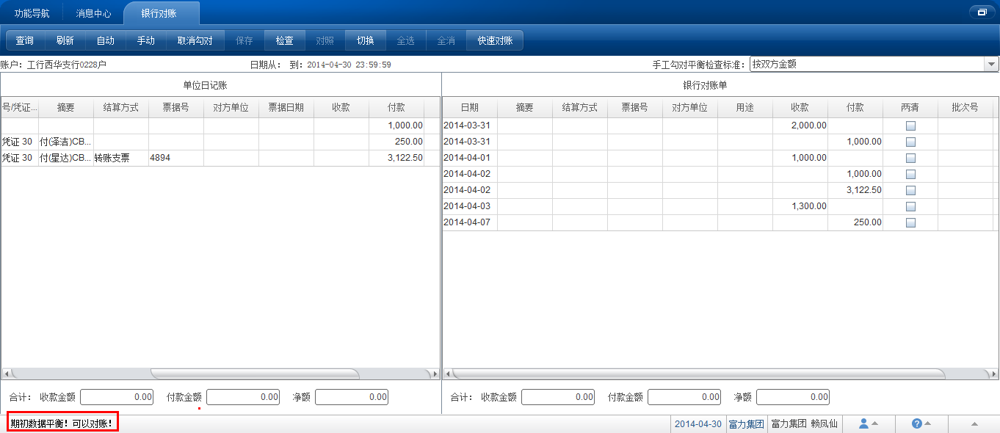 功能导航 消息中心 银行对账
查询 刷新 自动 手动 取消勾对 保存 检查 对照 切换 全选 全消 快速对账
账户: 工行西华支行0228户 日期从: 到: 2014-04-30 23:59:59 手工勾对平衡检查标准: 按双方金额
单位日记账
号/凭证... 摘要 结算方式 票据号 对方单位 票据日期 收款 付款
1,000.00
凭证 30 付(泽洁)CB... 250.00
凭证 30 付(星达)CB... 转账支票 4894 3,122.50
合计: 收款金额 0.00 付款金额 0.00 净额 0.00
银行对账单
日期 摘要 结算方式 票据号 对方单位 用途 收款 付款 两清 批次号
2014-03-31 2,000.00
2014-03-31 1,000.00
2014-04-01 1,000.00
2014-04-02 1,000.00
2014-04-02 3,122.50
2014-04-03 1,300.00
2014-04-07 250.00
合计: 收款金额 0.00 付款金额 0.00 净额 0.00
期初数据平衡! 可以对账! 2014-04-30 富力集团 富力集团 赖凤仙